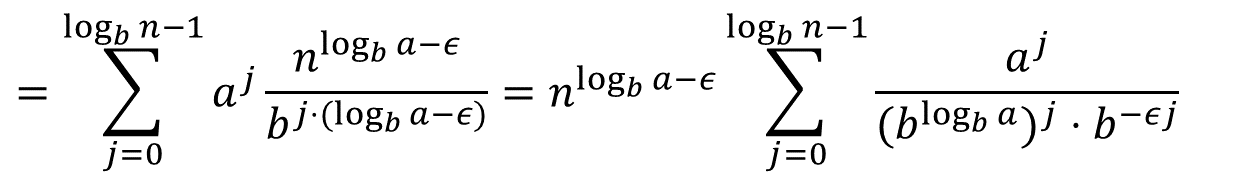 $= \sum_{j=0}^{\log_b n - 1} a^j \frac{n^{\log_b a - \epsilon}}{b^{j \cdot (\log_b a - \epsilon)}} = n^{\log_b a - \epsilon} \sum_{j=0}^{\log_b n - 1} \frac{a^j}{(b^{\log_b a})^j \cdot b^{-\epsilon j}}$